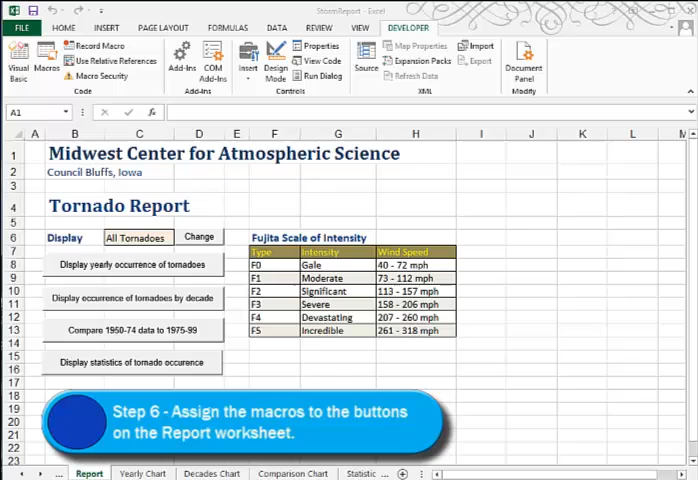 StormReport - Excel
FILE HOME INSERT PAGE LAYOUT FORMULAS DATA REVIEW VIEW DEVELOPER
Visual Basic
Macros
Record Macro
Use Relative References
Macro Security
Code
Add-Ins
COM Add-Ins
Add-Ins
Insert
Design Mode
Properties
View Code
Run Dialog
Controls
Source
Map Properties
Expansion Packs
Refresh Data
Import
Export
XML
Document Panel
Modify
A1 fx
A B C D E F G H I J K L M
1 Midwest Center for Atmospheric Science
2 Council Bluffs, Iowa
3
4 Tornado Report
5
6 Display All Tornadoes Change Fujita Scale of Intensity
7 Type Intensity Wind Speed
8 Display yearly occurrence of tornadoes F0 Gale 40 - 72 mph
9 F1 Moderate 73 - 112 mph
10 Display occurrence of tornadoes by decade F2 Significant 113 - 157 mph
11 F3 Severe 158 - 206 mph
12 F4 Devastating 207 - 260 mph
13 Compare 1950-74 data to 1975-99 F5 Incredible 261 - 318 mph
14
15 Display statistics of tornado occurence
16
17
18
19 Step 6 - Assign the macros to the buttons
20
21 on the Report worksheet.
22
23
... Report Yearly Chart Decades Chart Comparison Chart Statistic ...